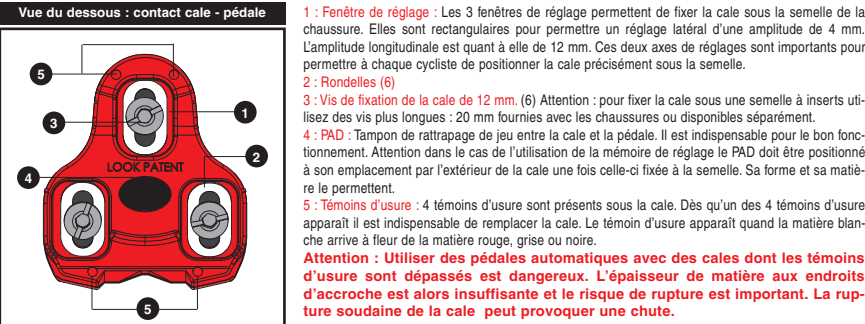 Vue du dessous : contact cale - pédale
5
1
3
2
LOOK PATENT
4
5
1 : Fenêtre de réglage : Les 3 fenêtres de réglage permettent de fixer la cale sous la semelle de la
chaussure. Elles sont rectangulaires pour permettre un réglage latéral d'une amplitude de 4 mm.
L'amplitude longitudinale est quant à elle de 12 mm. Ces deux axes de réglages sont importants pour
permettre à chaque cycliste de positionner la cale précisément sous la semelle.
2 : Rondelles (6)
3 : Vis de fixation de la cale de 12 mm. (6) Attention : pour fixer la cale sous une semelle à inserts uti-
lisez des vis plus longues : 20 mm fournies avec les chaussures ou disponibles séparément.
4 : PAD : Tampon de rattrapage de jeu entre la cale et la pédale. Il est indispensable pour le bon fonc-
tionnement. Attention dans le cas de l'utilisation de la mémoire de réglage le PAD doit être positionné
à son emplacement par l'extérieur de la cale une fois celle-ci fixée à la semelle. Sa forme et sa matiè-
re le permettent.
5 : Témoins d'usure : 4 témoins d'usure sont présents sous la cale. Dès qu'un des 4 témoins d'usure
apparaît il est indispensable de remplacer la cale. Le témoin d'usure apparaît quand la matière blan-
che arrive à fleur de la matière rouge, grise ou noire.
Attention : Utiliser des pédales automatiques avec des cales dont les témoins
d'usure sont dépassés est dangereux. L'épaisseur de matière aux endroits
d'accroche est alors insuffisante et le risque de rupture est important. La rup-
ture soudaine de la cale peut provoquer une chute.